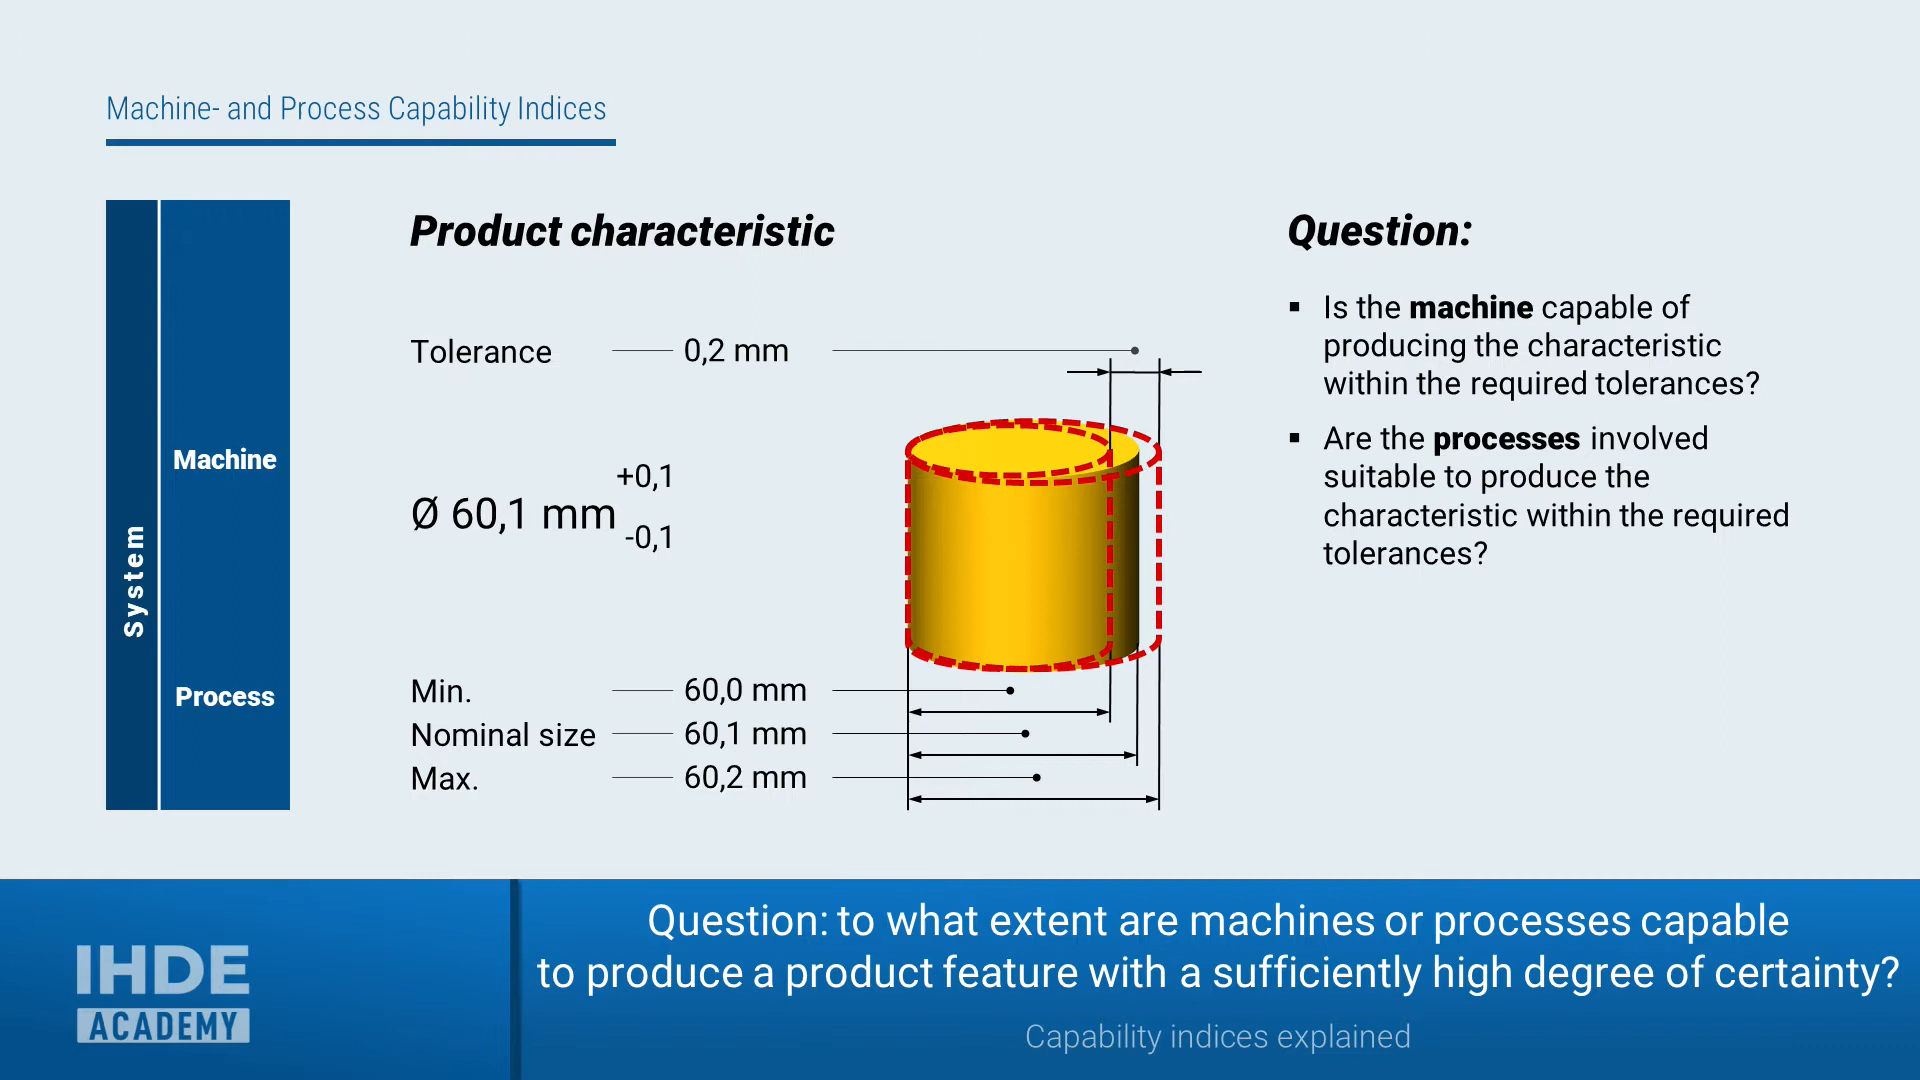 Machine- and Process Capability Indices
System
Machine
Process
Product characteristic
Tolerance 0,2 mm
+0,1
Ø 60,1 mm
-0,1
Min. 60,0 mm
Nominal size 60,1 mm
Max. 60,2 mm
Question:
▪ Is the machine capable of
producing the characteristic
within the required tolerances?
▪ Are the processes involved
suitable to produce the
characteristic within the required
tolerances?
IHDE
ACADEMY
Question: to what extent are machines or processes capable
to produce a product feature with a sufficiently high degree of certainty?
Capability indices explained